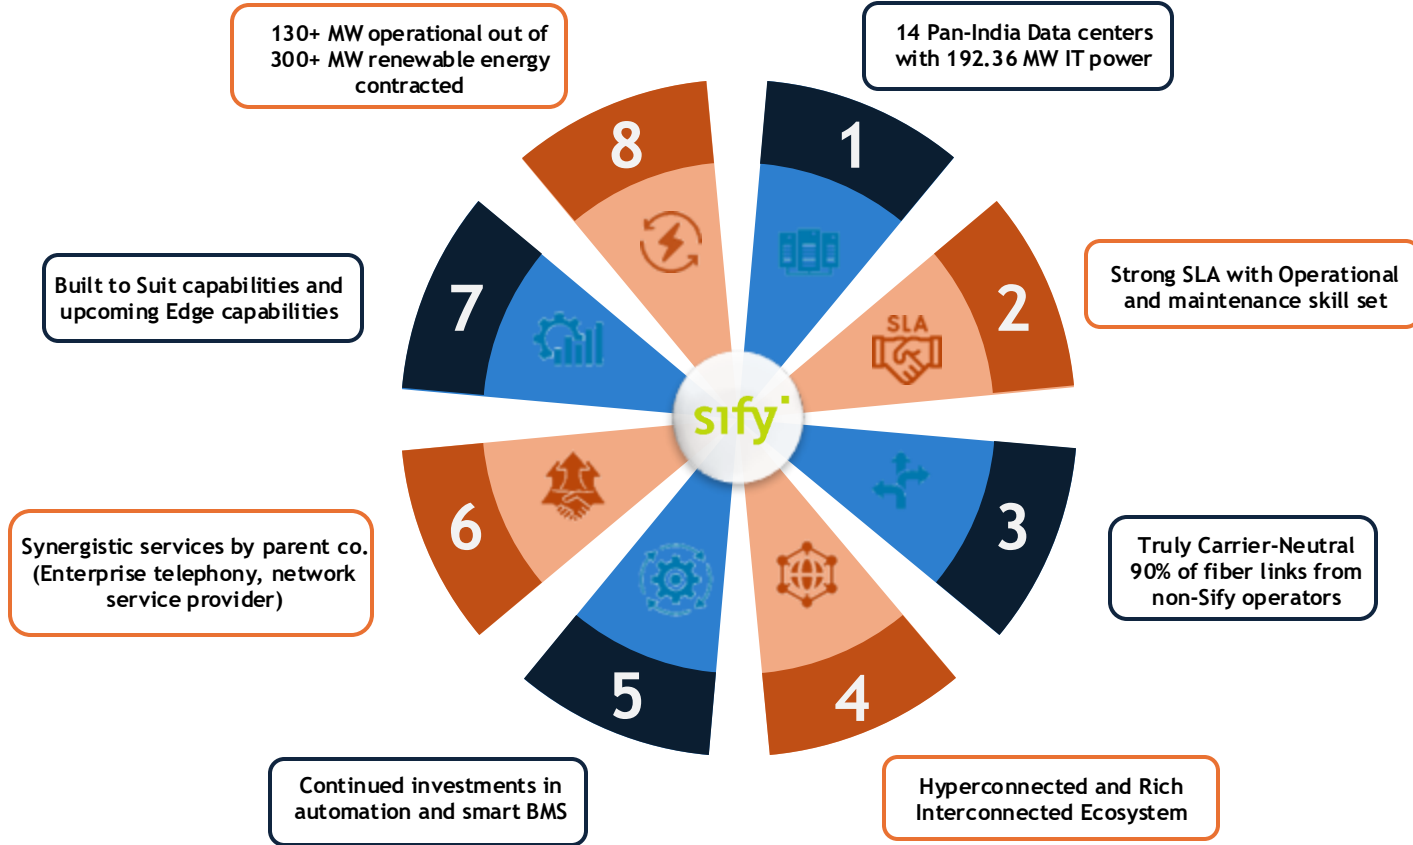 130+ MW operational out of
300+ MW renewable energy
contracted
14 Pan-India Data centers
with 192.36 MW IT power
8
1
Built to Suit capabilities and
upcoming Edge capabilities
7
2
SLA
Strong SLA with Operational
and maintenance skill set
sify
Synergistic services by parent co.
(Enterprise telephony, network
service provider)
6
3
Truly Carrier-Neutral
90% of fiber links from
non-Sify operators
5
4
Continued investments in
automation and smart BMS
Hyperconnected and Rich
Interconnected Ecosystem